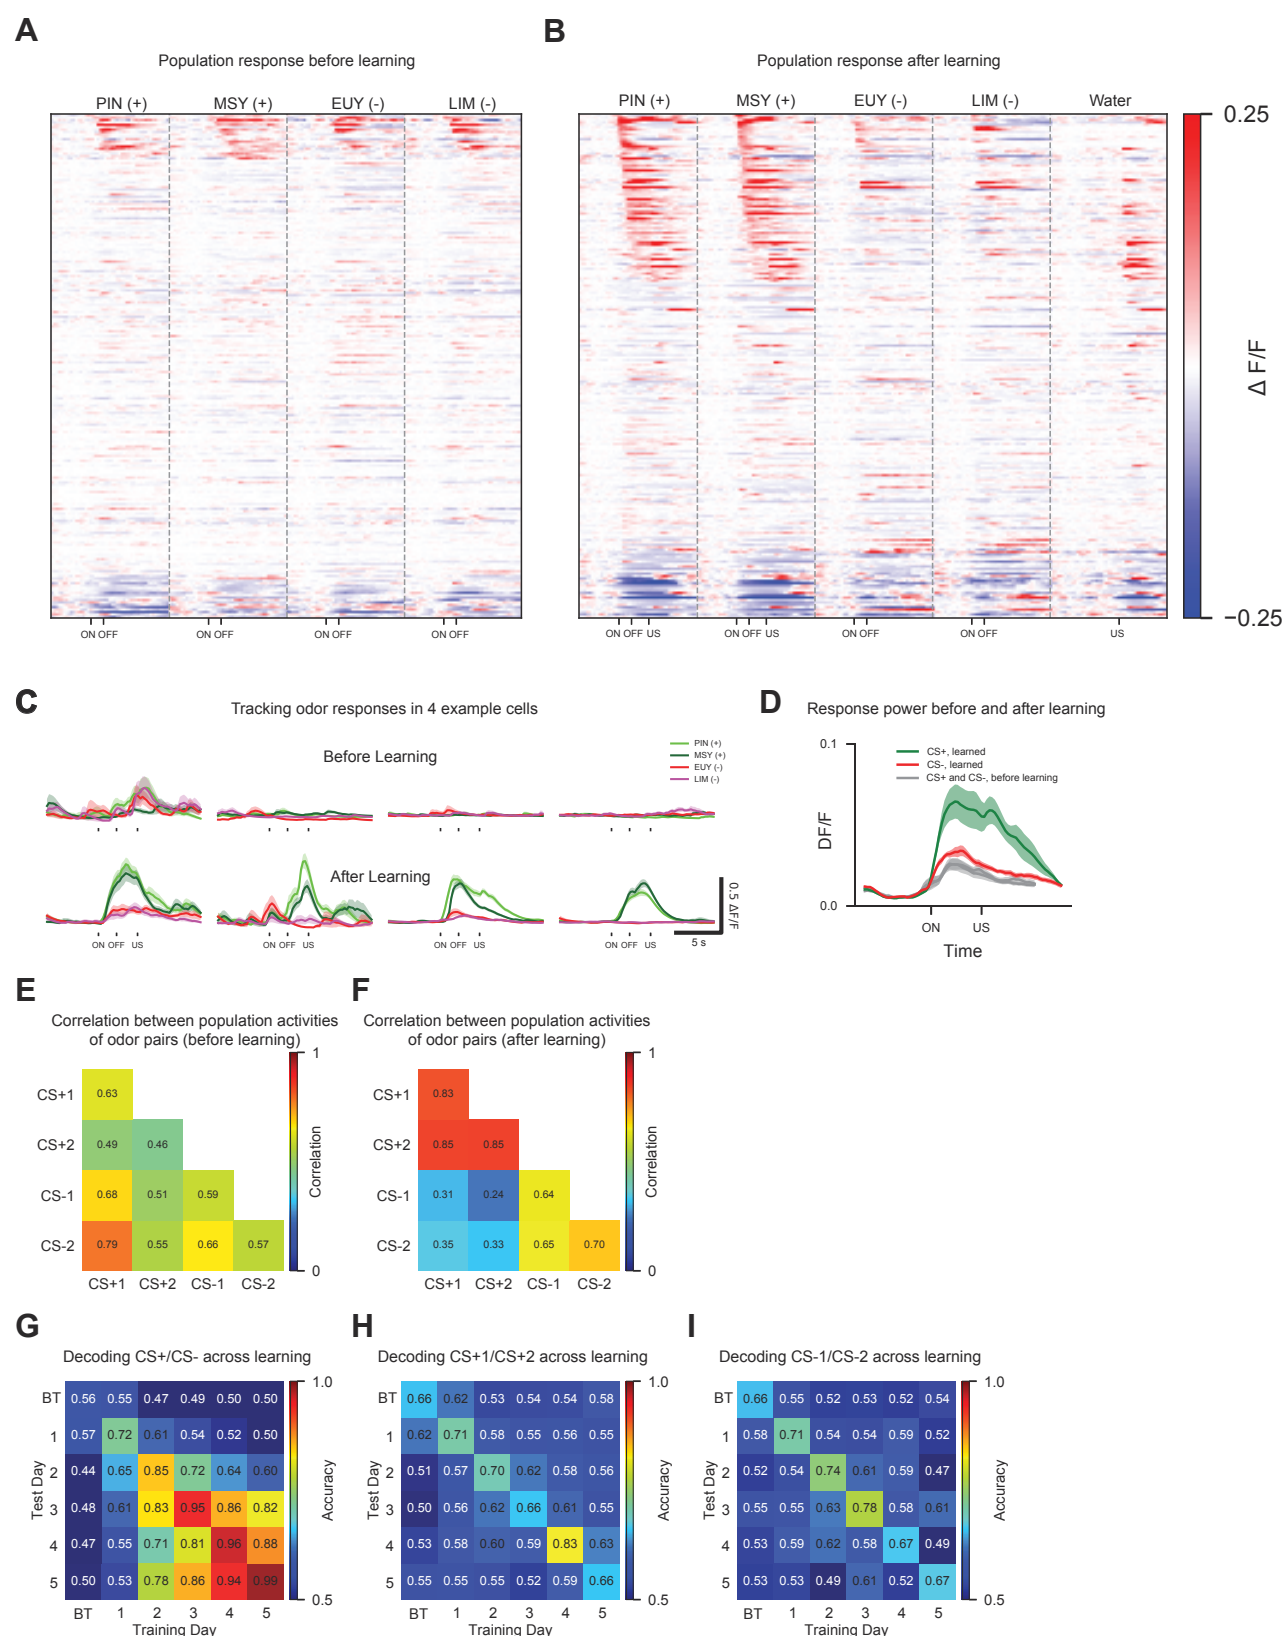 A
B
Population response before learning
Population response after learning
PIN (+) MSY (+) EUY (-) LIM (-)
PIN (+) MSY (+) EUY (-) LIM (-) Water
0.25
Δ F/F
−0.25
ON OFF ON OFF ON OFF ON OFF
ON OFF US ON OFF US ON OFF ON OFF US
C
Tracking odor responses in 4 example cells
Before Learning
PIN (+)
MSY (+)
EUY (-)
LIM (-)
After Learning
0.5 ΔF/F
5 s
ON OFF US ON OFF US ON OFF US ON OFF US
D
Response power before and after learning
0.1
CS+, learned
CS-, learned
CS+ and CS-, before learning
DF/F
0.0
ON US
Time
E
Correlation between population activities
of odor pairs (before learning)
1
CS+1 0.63
CS+2 0.49 0.46
CS-1 0.68 0.51 0.59
CS-2 0.79 0.55 0.66 0.57
CS+1 CS+2 CS-1 CS-2
Correlation
0
F
Correlation between population activities
of odor pairs (after learning)
1
CS+1 0.83
CS+2 0.85 0.85
CS-1 0.31 0.24 0.64
CS-2 0.35 0.33 0.65 0.70
CS+1 CS+2 CS-1 CS-2
Correlation
0
G
Decoding CS+/CS- across learning
1.0
BT 0.56 0.55 0.47 0.49 0.50 0.50
1 0.57 0.72 0.61 0.54 0.52 0.50
2 0.44 0.65 0.85 0.72 0.64 0.60
3 0.48 0.61 0.83 0.95 0.86 0.82
4 0.47 0.55 0.71 0.81 0.96 0.88
5 0.50 0.53 0.78 0.86 0.94 0.99
Test Day
BT 1 2 3 4 5
Training Day
Accuracy
0.5
H
Decoding CS+1/CS+2 across learning
1.0
BT 0.66 0.62 0.53 0.54 0.54 0.58
1 0.62 0.71 0.58 0.55 0.56 0.55
2 0.51 0.57 0.70 0.62 0.58 0.56
3 0.50 0.56 0.62 0.66 0.61 0.55
4 0.53 0.58 0.60 0.59 0.83 0.63
5 0.55 0.55 0.55 0.52 0.59 0.66
Test Day
BT 1 2 3 4 5
Training Day
Accuracy
0.5
I
Decoding CS-1/CS-2 across learning
1.0
BT 0.66 0.55 0.52 0.53 0.52 0.54
1 0.58 0.71 0.54 0.54 0.59 0.52
2 0.52 0.54 0.74 0.61 0.59 0.47
3 0.55 0.55 0.63 0.78 0.58 0.61
4 0.53 0.59 0.62 0.58 0.67 0.49
5 0.53 0.53 0.49 0.61 0.52 0.67
Test Day
BT 1 2 3 4 5
Training Day
Accuracy
0.5